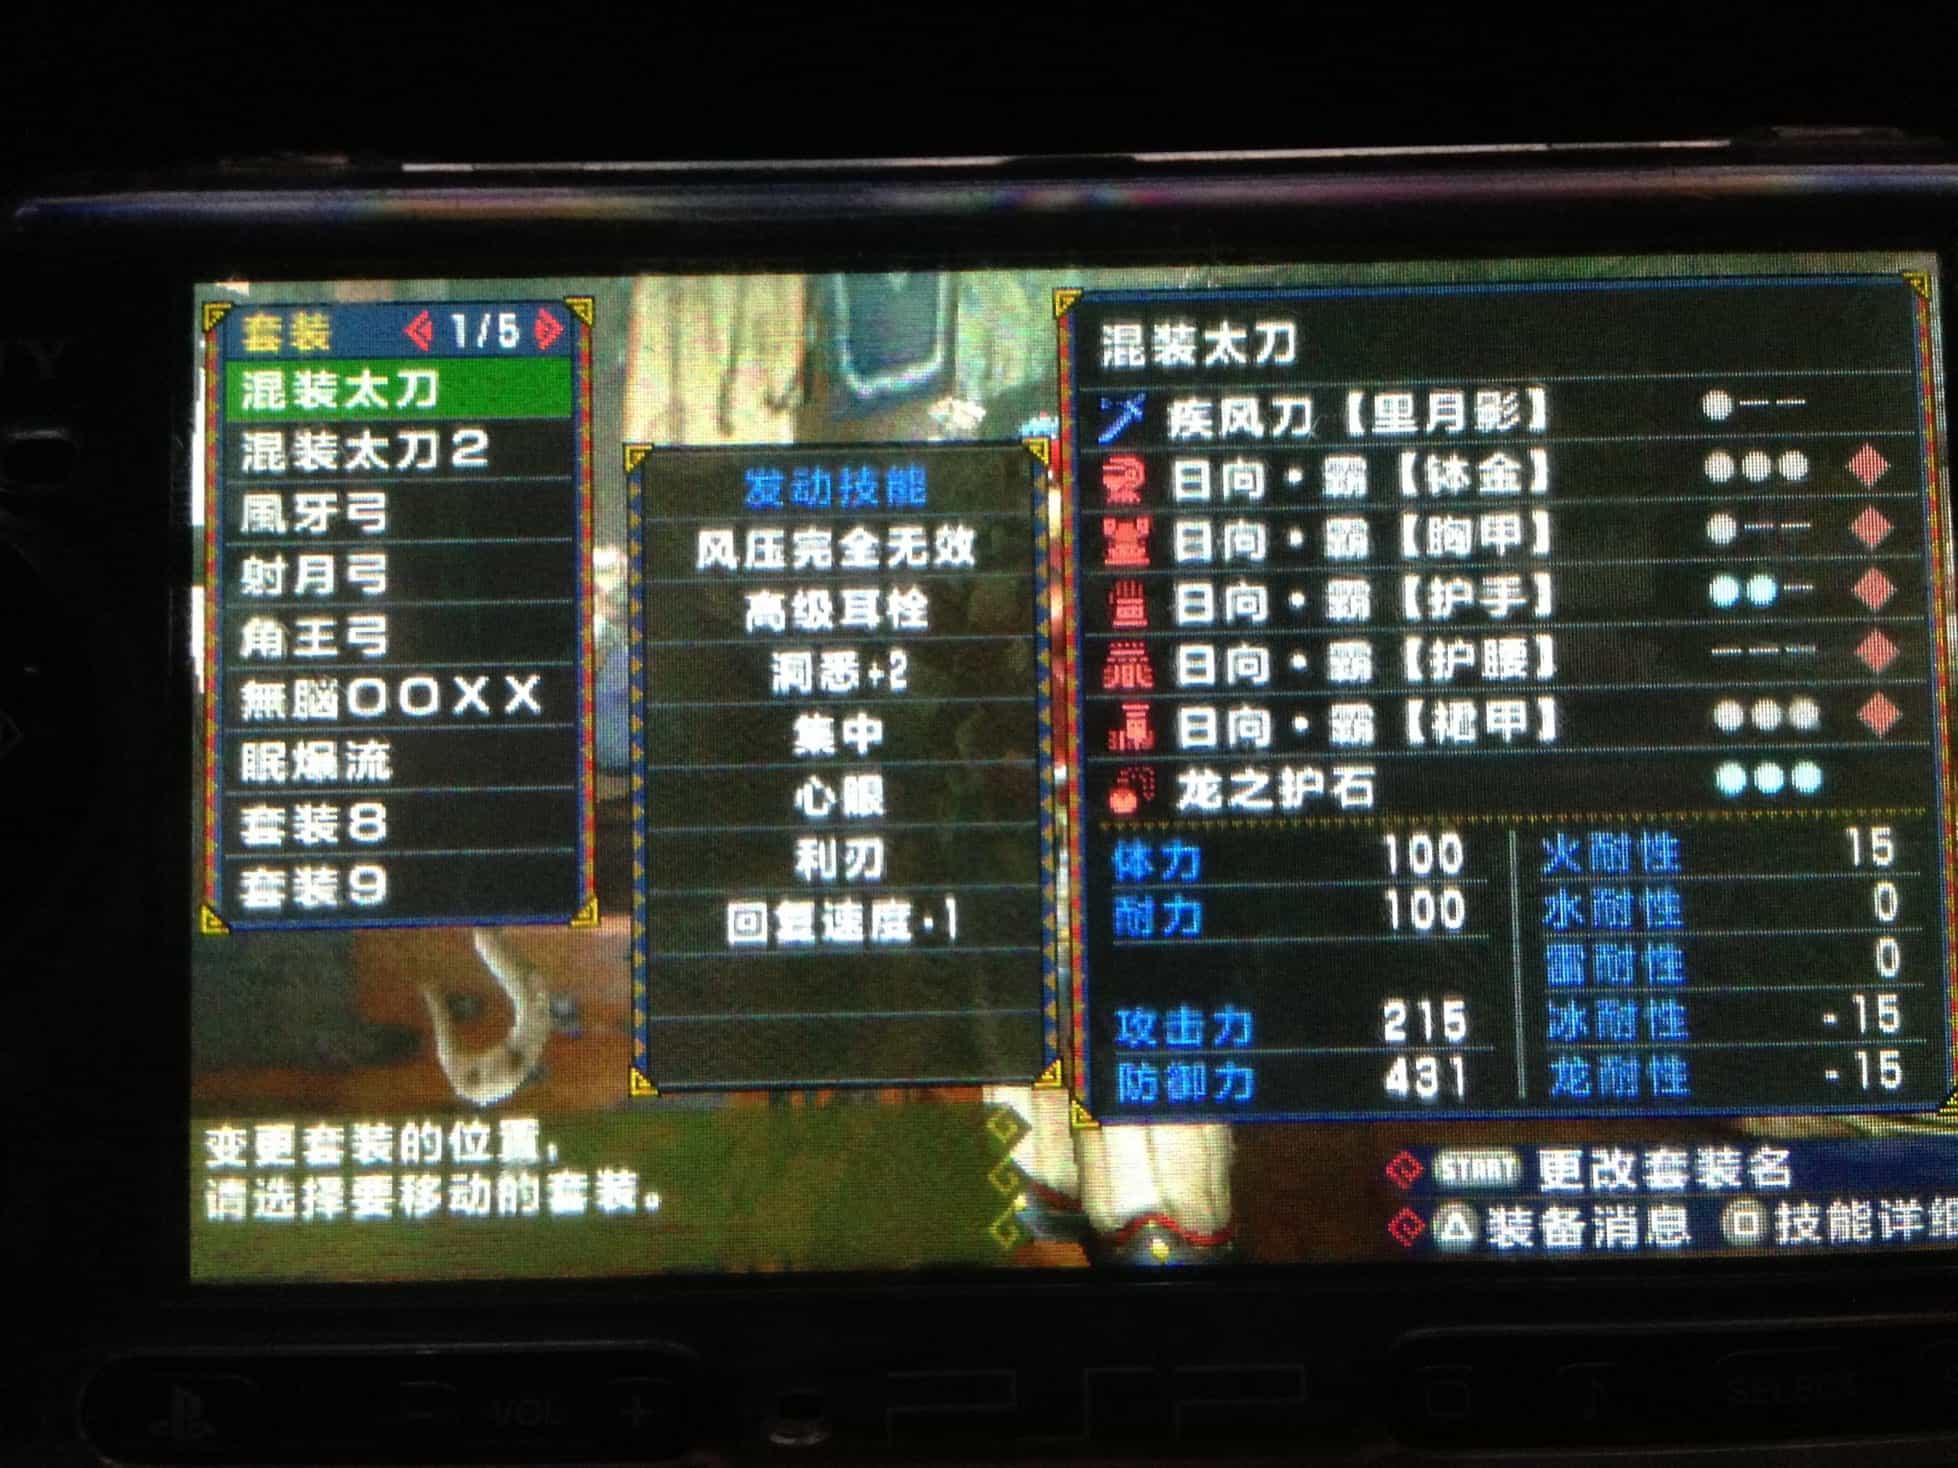 套装 1/5
混装太刀
混装太刀2
風牙弓
射月弓
角王弓
無脳OOXX
眠爆流
套装8
套装9
发动技能
风压完全无效
高级耳栓
洞悉+2
集中
心眼
利刃
回复速度-1
混装太刀
疾风刀【里月影】
日向・霸【钵金】
日向・霸【胸甲】
日向・霸【护手】
日向・霸【护腰】
日向・霸【裙甲】
龙之护石
体力 100
耐力 100
攻击力 215
防御力 431
火耐性 15
水耐性 0
雷耐性 0
冰耐性 -15
龙耐性 -15
变更套装的位置,
请选择要移动的套装。
START 更改套装名
装备消息 技能详细
VOL
SELECT